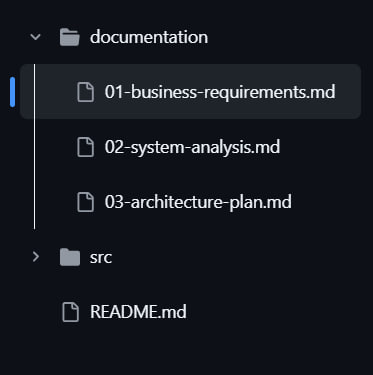 documentation
01-business-requirements.md
02-system-analysis.md
03-architecture-plan.md
src
README.md